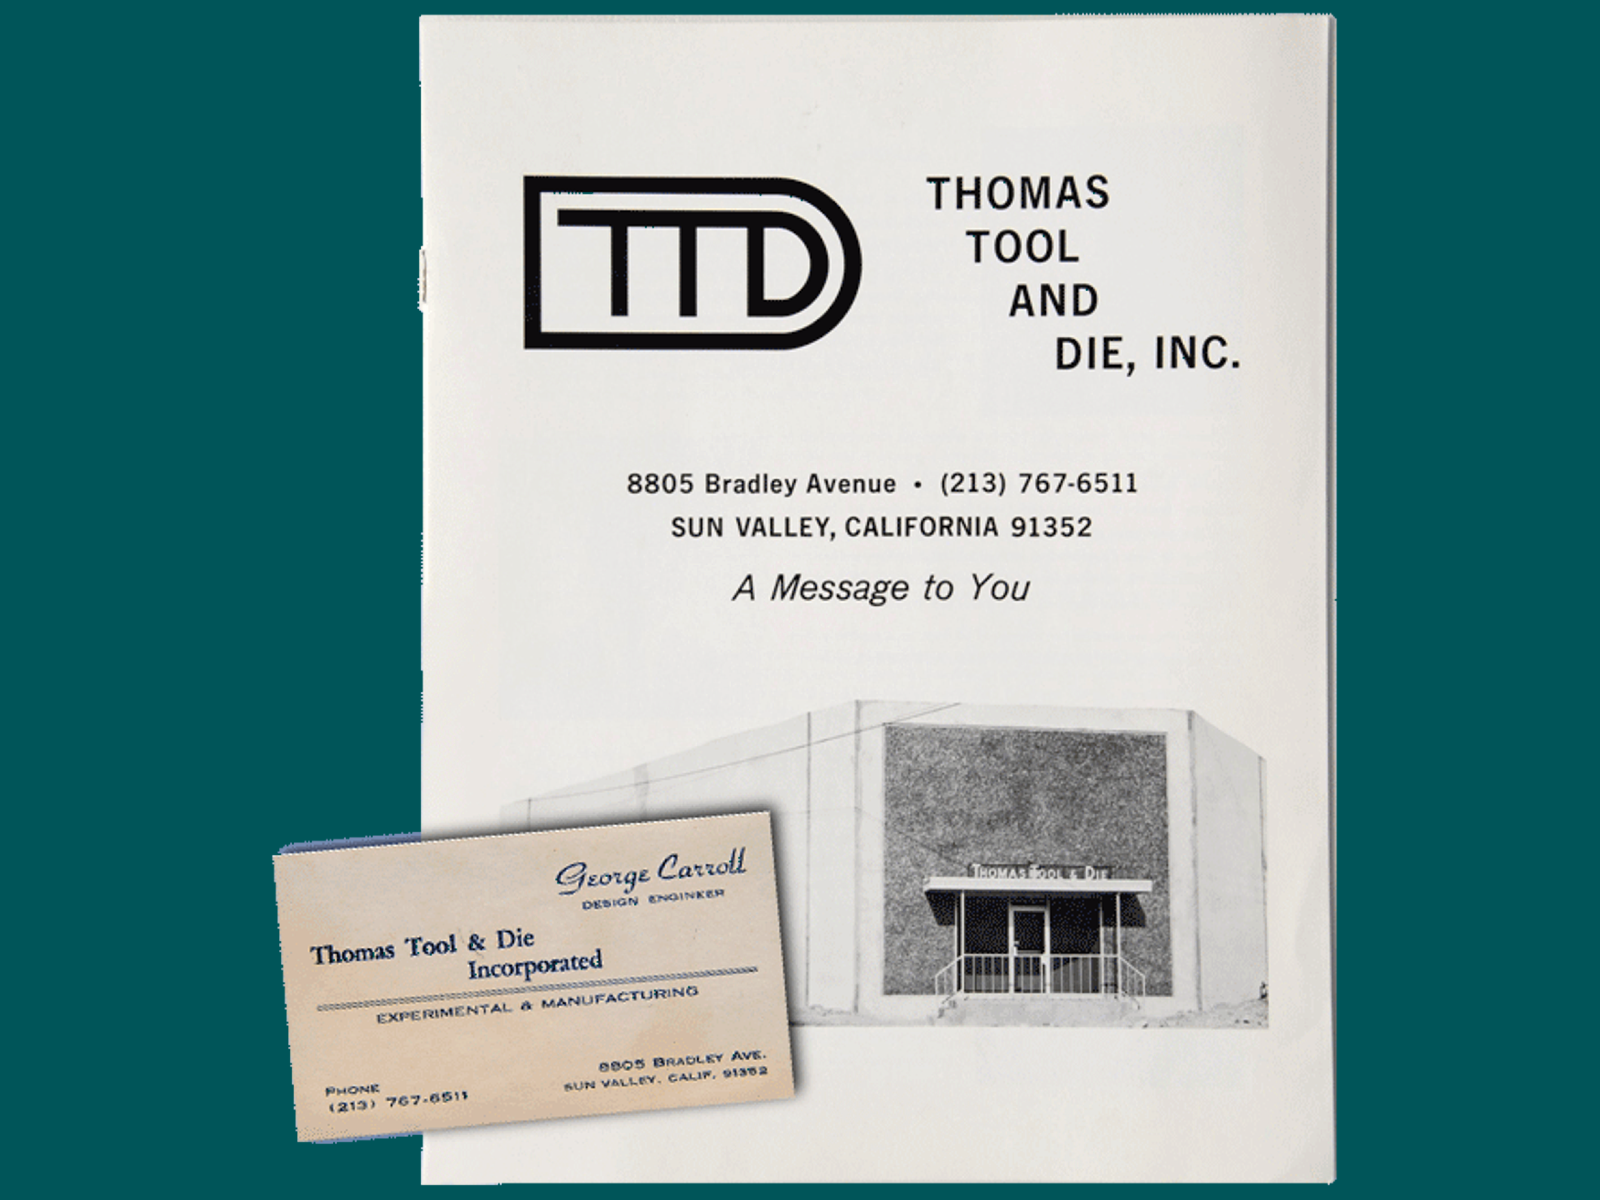 TTD
THOMAS
TOOL
AND
DIE, INC.
8805 Bradley Avenue • (213) 767-6511
SUN VALLEY, CALIFORNIA 91352
A Message to You
THOMAS TOOL & DIE
George Carroll
DESIGN ENGINEER
Thomas Tool & Die
Incorporated
EXPERIMENTAL & MANUFACTURING
PHONE
(213) 767-6511
8805 BRADLEY AVE.
SUN VALLEY, CALIF. 91352